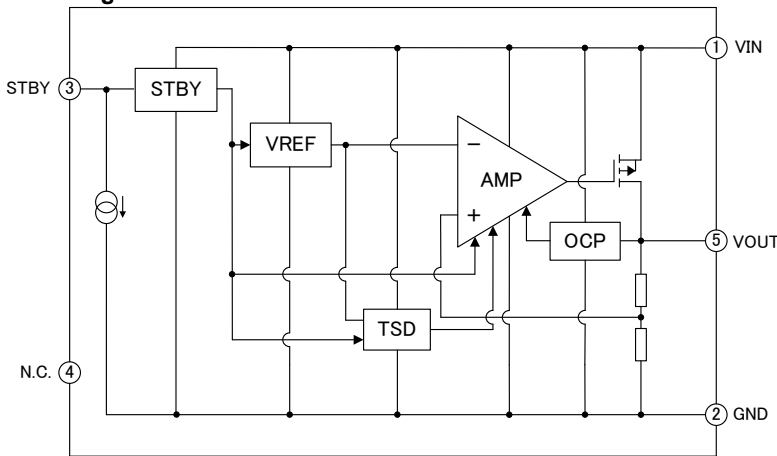 1 VIN
STBY 3 STBY
VREF
−
AMP
+
OCP
5 VOUT
TSD
N.C. 4
2 GND